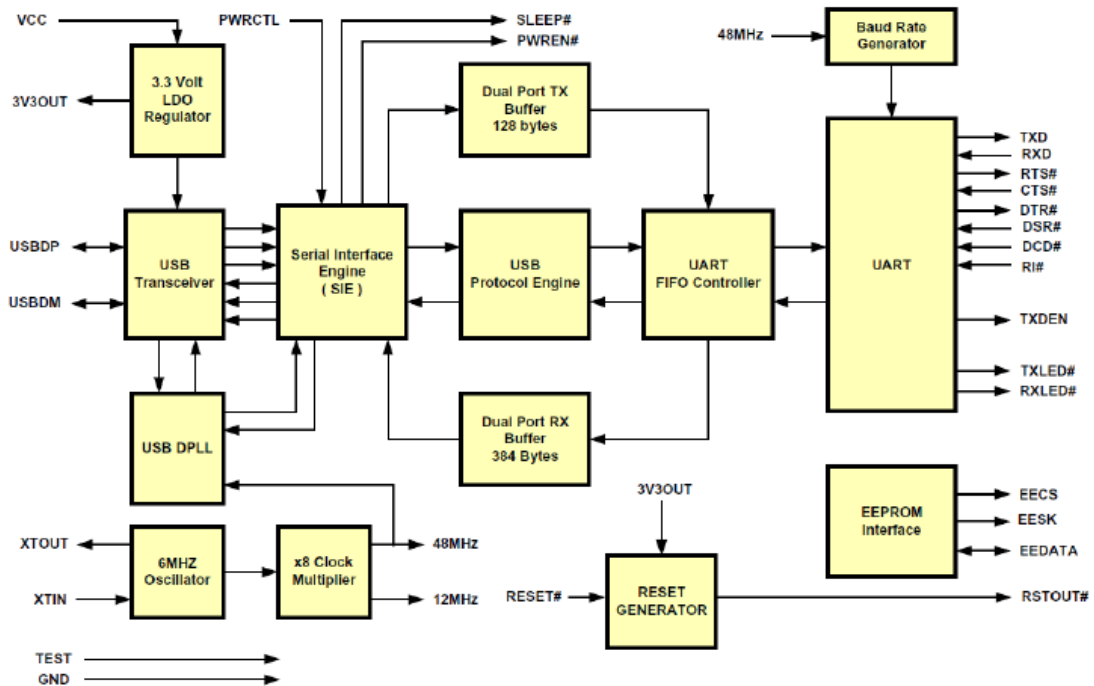 VCC
PWRCTL
SLEEP#
PWREN#
48MHz
Baud Rate
Generator
3V3OUT
3.3 Volt
LDO
Regulator
Dual Port TX
Buffer
128 bytes
TXD
RXD
RTS#
CTS#
DTR#
DSR#
DCD#
RI#
TXDEN
TXLED#
RXLED#
USBDP
USBDM
USB
Transceiver
Serial Interface
Engine
( SIE )
USB
Protocol Engine
UART
FIFO Controller
UART
USB DPLL
Dual Port RX
Buffer
384 Bytes
3V3OUT
EEPROM
Interface
EECS
EESK
EEDATA
XTOUT
XTIN
6MHZ
Oscillator
x8 Clock
Multiplier
48MHz
12MHz
RESET#
RESET
GENERATOR
RSTOUT#
TEST
GND